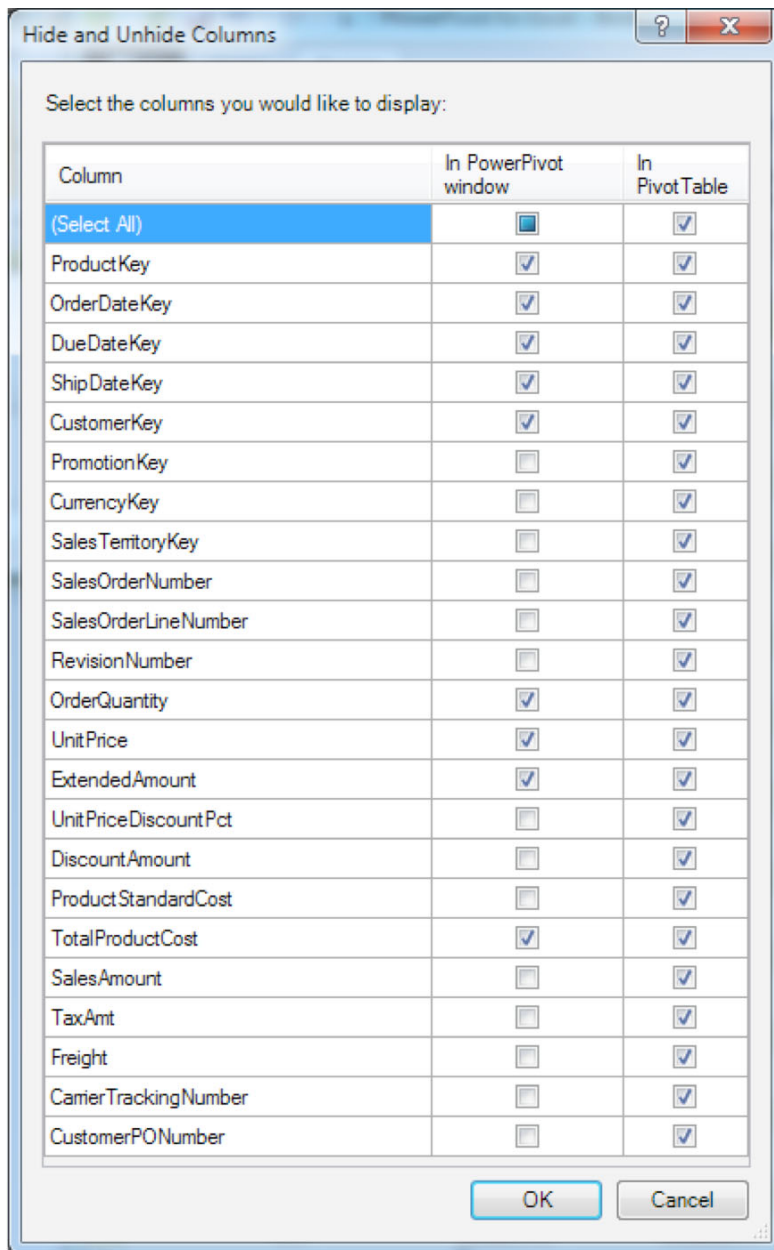 Hide and Unhide Columns
Select the columns you would like to display:
Column
In PowerPivot
window
In
PivotTable
(Select All)
ProductKey
OrderDateKey
DueDateKey
ShipDateKey
CustomerKey
PromotionKey
CurrencyKey
SalesTerritoryKey
SalesOrderNumber
SalesOrderLineNumber
RevisionNumber
OrderQuantity
UnitPrice
ExtendedAmount
UnitPriceDiscountPct
DiscountAmount
ProductStandardCost
TotalProductCost
SalesAmount
TaxAmt
Freight
CarrierTrackingNumber
CustomerPONumber
OK Cancel